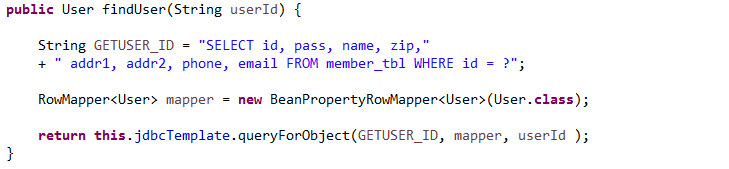 public User findUser(String userId) {
String GETUSER_ID = "SELECT id, pass, name, zip,"
+ " addr1, addr2, phone, email FROM member_tbl WHERE id = ?";
RowMapper<User> mapper = new BeanPropertyRowMapper<User>(User.class);
return this.jdbcTemplate.queryForObject(GETUSER_ID, mapper, userId );
}